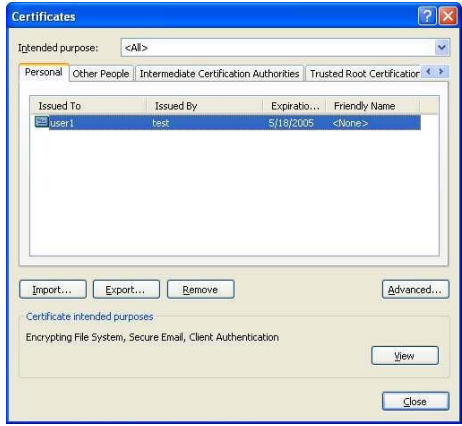 Certificates
Intended purpose: <All>
Personal Other People Intermediate Certification Authorities Trusted Root Certification
Issued To Issued By Expiratio... Friendly Name
user1 test 5/18/2005 <None>
Import... Export... Remove Advanced...
Certificate intended purposes
Encrypting File System, Secure Email, Client Authentication
View
Close